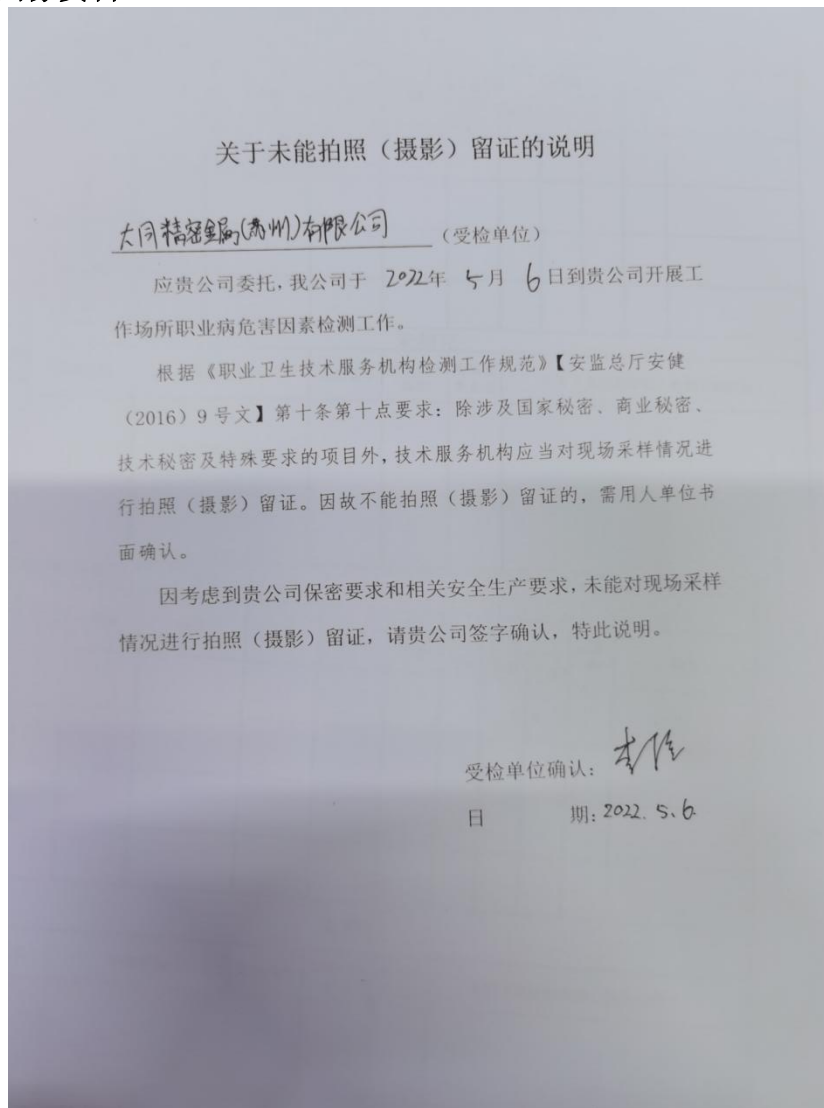 关于未能拍照（摄影）留证的说明
大同精密金属(苏州)有限公司 （受检单位）
应贵公司委托，我公司于 2022年 5月 6日到贵公司开展工
作场所职业病危害因素检测工作。
根据《职业卫生技术服务机构检测工作规范》【安监总厅安健
（2016）9号文】第十条第十点要求：除涉及国家秘密、商业秘密、
技术秘密及特殊要求的项目外，技术服务机构应当对现场采样情况进
行拍照（摄影）留证。因故不能拍照（摄影）留证的，需用人单位书
面确认。
因考虑到贵公司保密要求和相关安全生产要求，未能对现场采样
情况进行拍照（摄影）留证，请贵公司签字确认，特此说明。
受检单位确认：
日 期：2022. 5. 6.